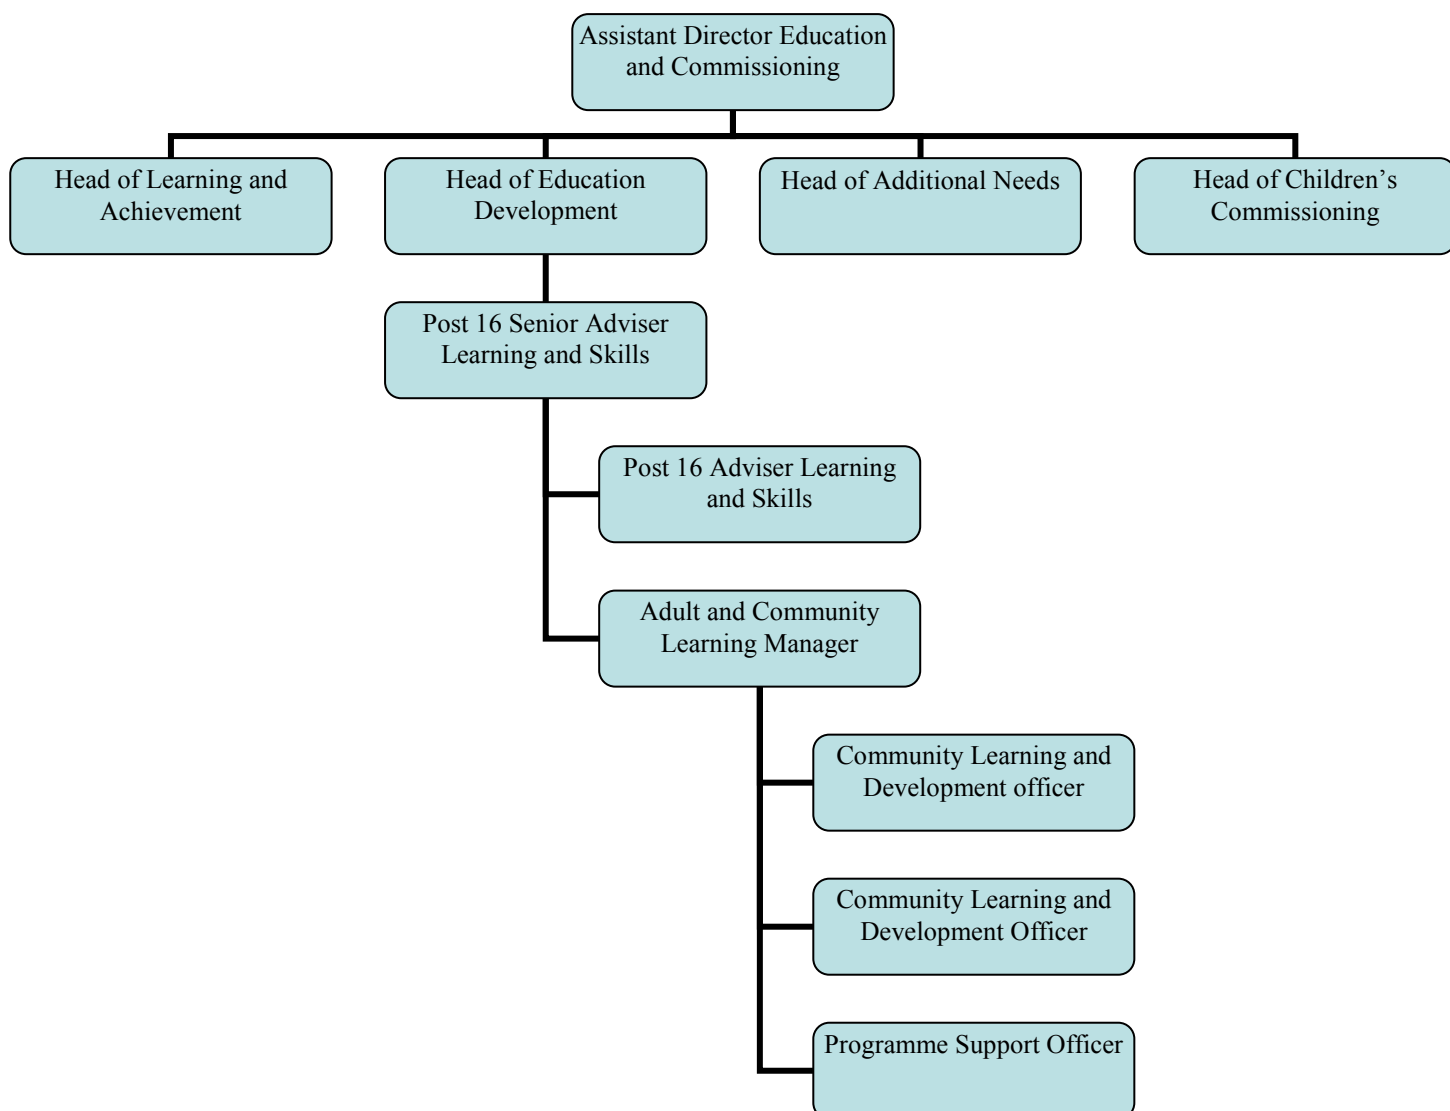 Assistant Director Education
and Commissioning
Head of Learning and
Achievement
Head of Education
Development
Head of Additional Needs
Head of Children’s
Commissioning
Post 16 Senior Adviser
Learning and Skills
Post 16 Adviser Learning
and Skills
Adult and Community
Learning Manager
Community Learning and
Development officer
Community Learning and
Development Officer
Programme Support Officer